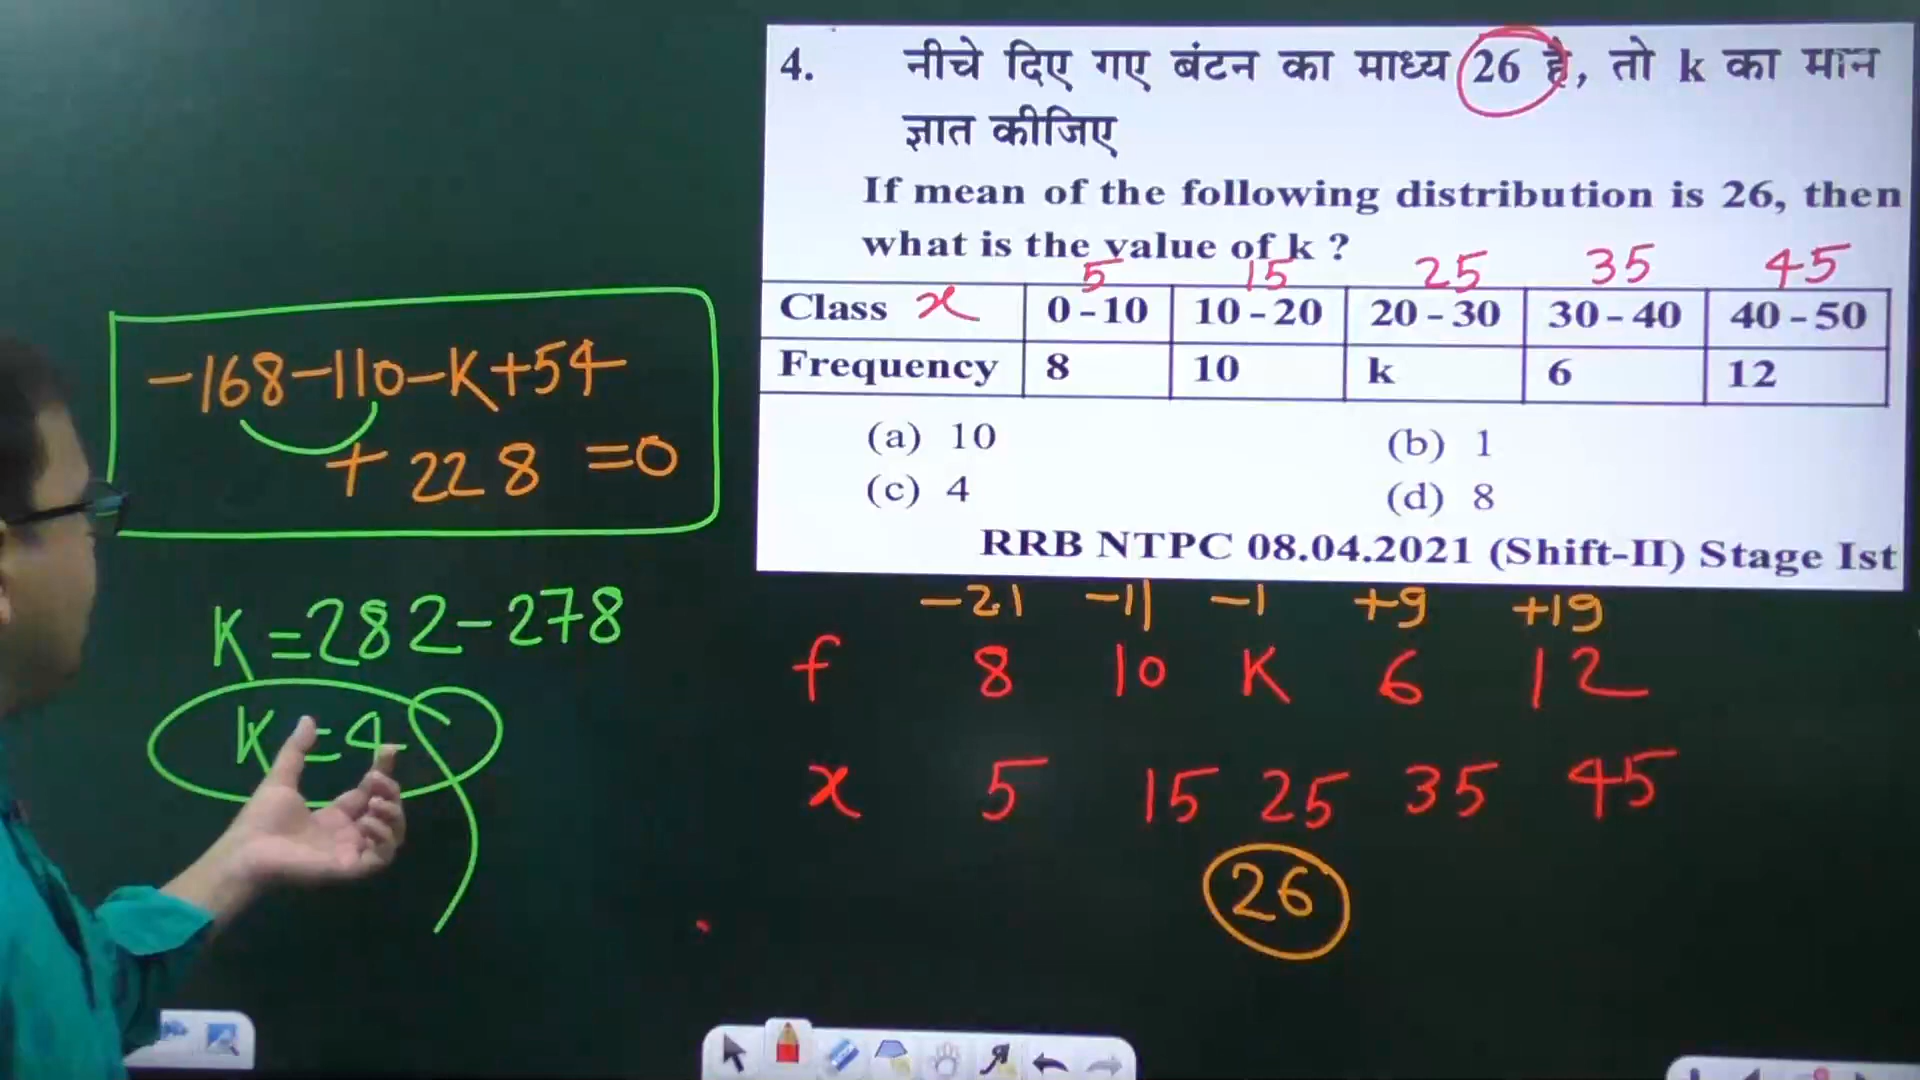 4. नीचे दिए गए बंटन का माध्य 26 है, तो k का मान
ज्ञात कीजिए
If mean of the following distribution is 26, then
what is the value of k ?
5 15 25 35 45
Class x 0-10 10-20 20-30 30-40 40-50
Frequency 8 10 k 6 12
(a) 10 (b) 1
(c) 4 (d) 8
RRB NTPC 08.04.2021 (Shift-II) Stage Ist
-168-110-K+54
+228 =0
K=282-278
K=4
-21 -11 -1 +9 +19
f 8 10 K 6 12
x 5 15 25 35 45
26